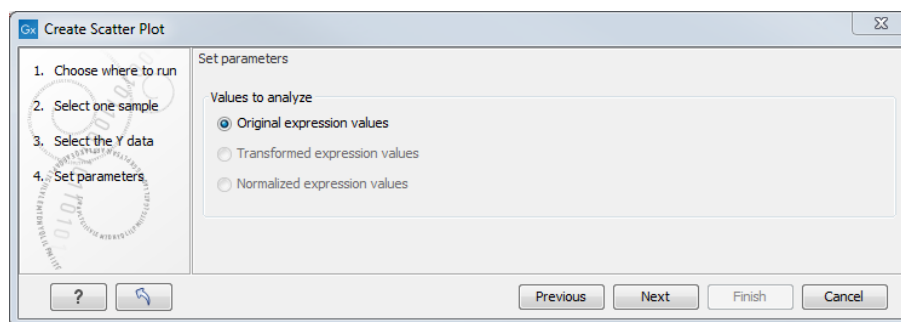 Gx Create Scatter Plot
1. Choose where to run
2. Select one sample
3. Select the Y data
4. Set parameters
Set parameters
Values to analyze
Original expression values
Transformed expression values
Normalized expression values
?
Previous
Next
Finish
Cancel